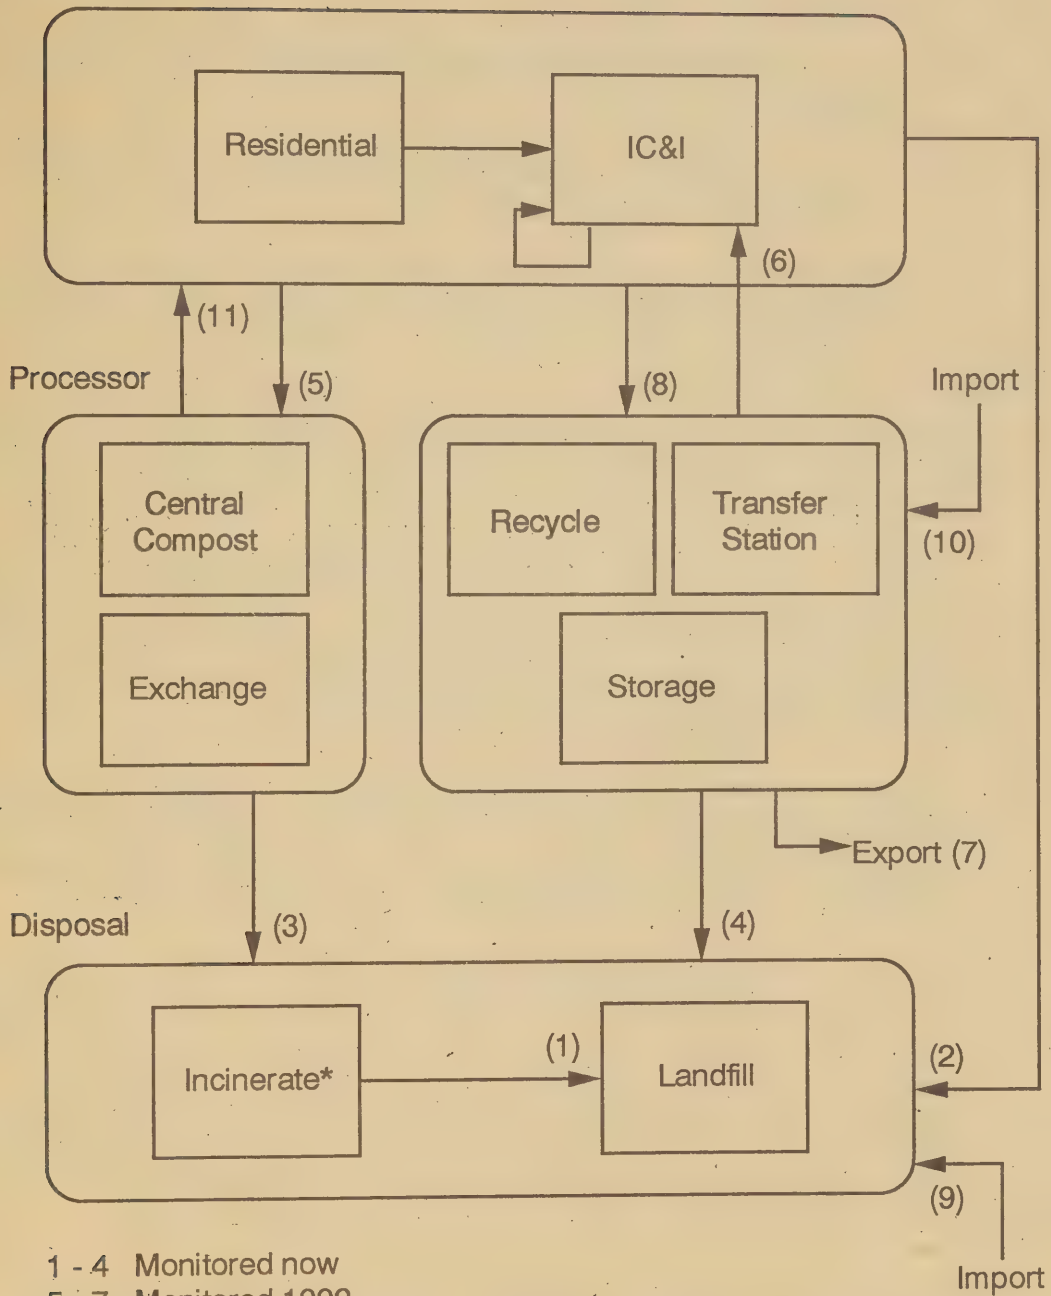 Residential
IC&I
(6)
(11)
Processor
(5)
(8)
Import
Central
Compost
Recycle
Transfer
Station
(10)
Exchange
Storage
Export (7)
Disposal
(3)
(4)
(1)
(2)
Incinerate*
Landfill
(9)
1 - 4 Monitored now
Import